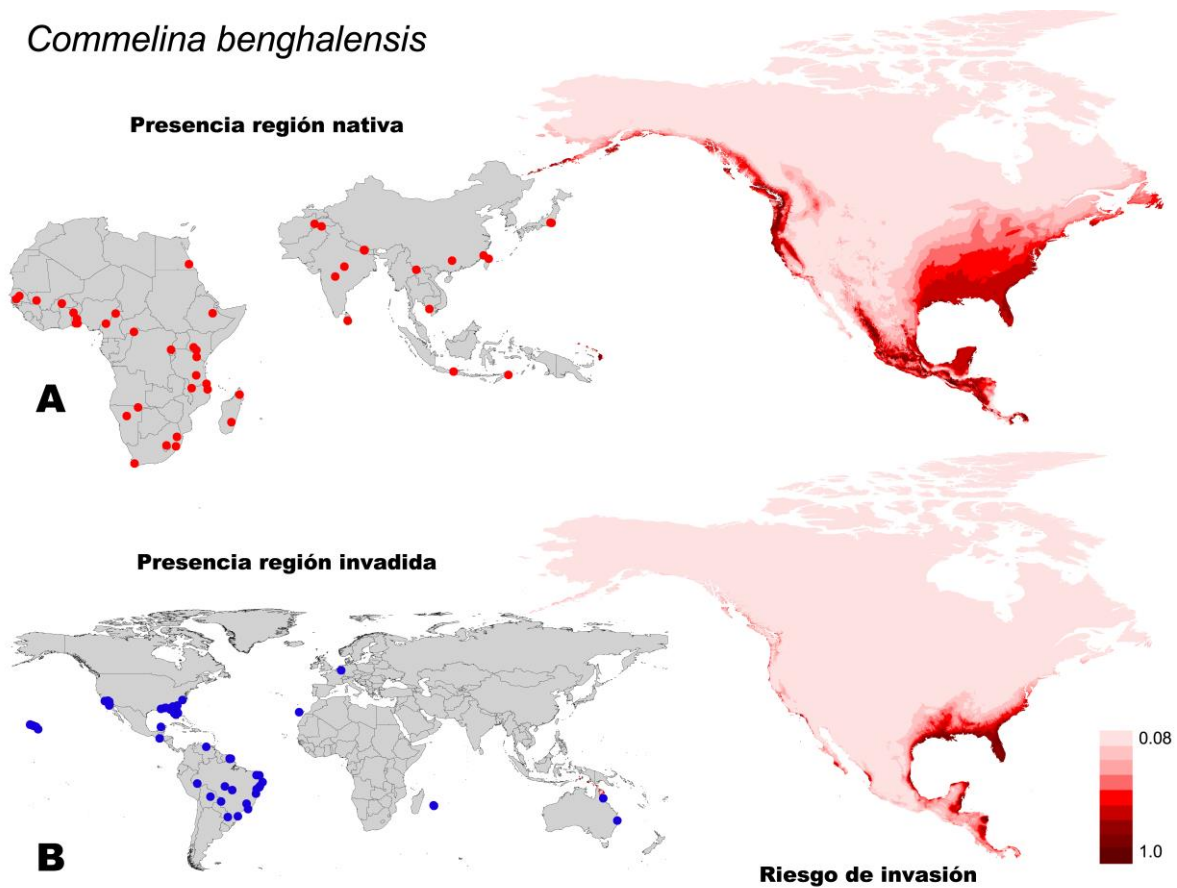 Commelina benghalensis
Presencia región nativa
A
Presencia región invadida
B
0.08
1.0
Riesgo de invasión